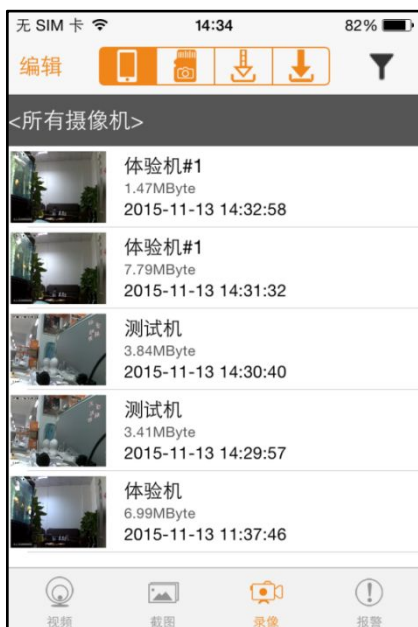 无 SIM 卡 14:34 82%
编辑
<所有摄像机>
体验机#1
1.47MByte
2015-11-13 14:32:58
体验机#1
7.79MByte
2015-11-13 14:31:32
测试机
3.84MByte
2015-11-13 14:30:40
测试机
3.41MByte
2015-11-13 14:29:57
体验机
6.99MByte
2015-11-13 11:37:46
视频 截图 录像 报警